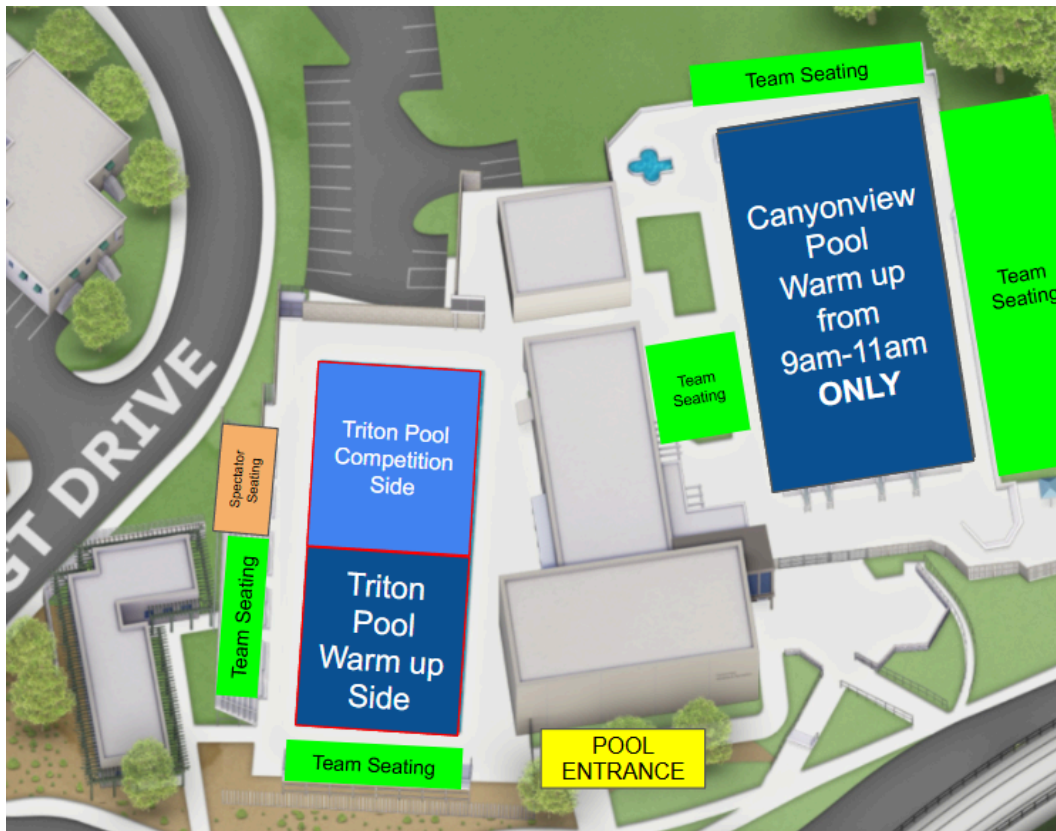 Team Seating
Canyonview
Pool
Warm up
from
9am-11am
ONLY
Team
Seating
Team
Seating
Triton Pool
Competition
Side
Spectator
Seating
GT DRIVE
Team Seating
Triton
Pool
Warm up
Side
Team Seating
POOL
ENTRANCE